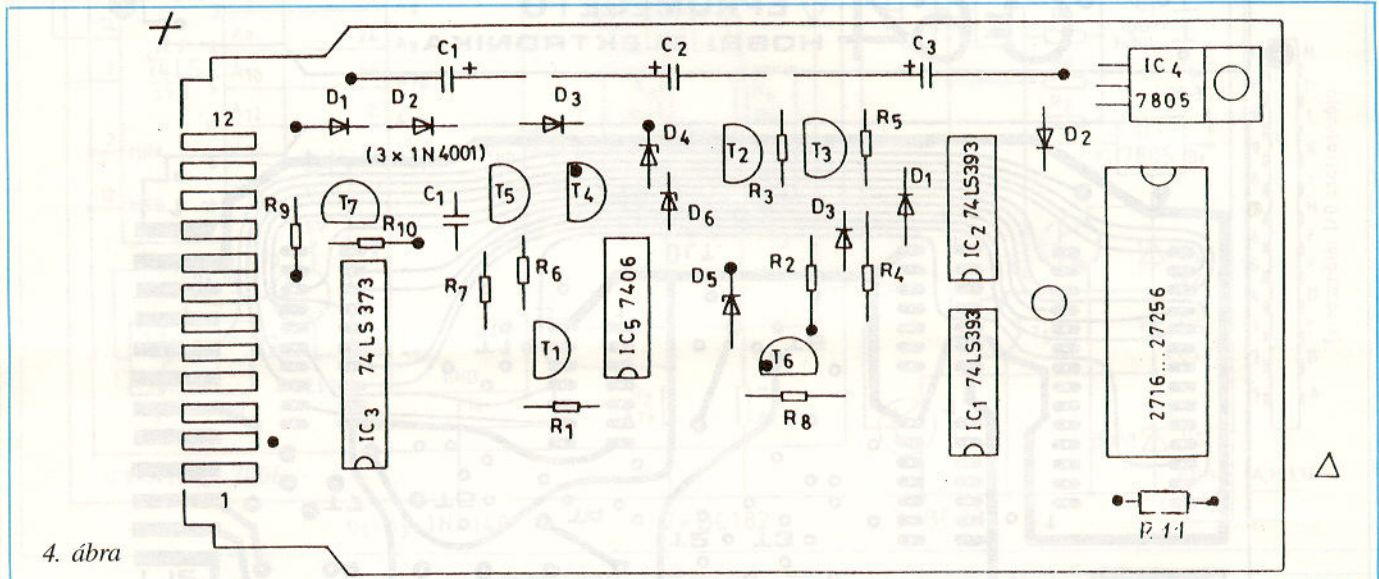 C1
C2
C3
IC4
7805
D1
D2
D3
(3 x 1N4001)
12
D4
T2
R3
T3
R5
D2
R9
T7
R10
C1
T5
T4
D6
D3
D1
IC2 74LS393
R7
R6
IC5 7406
D5
R2
R4
IC3 74LS373
T1
T6
R1
R8
IC1 74LS393
2716...27256
1
R11
4. ábra